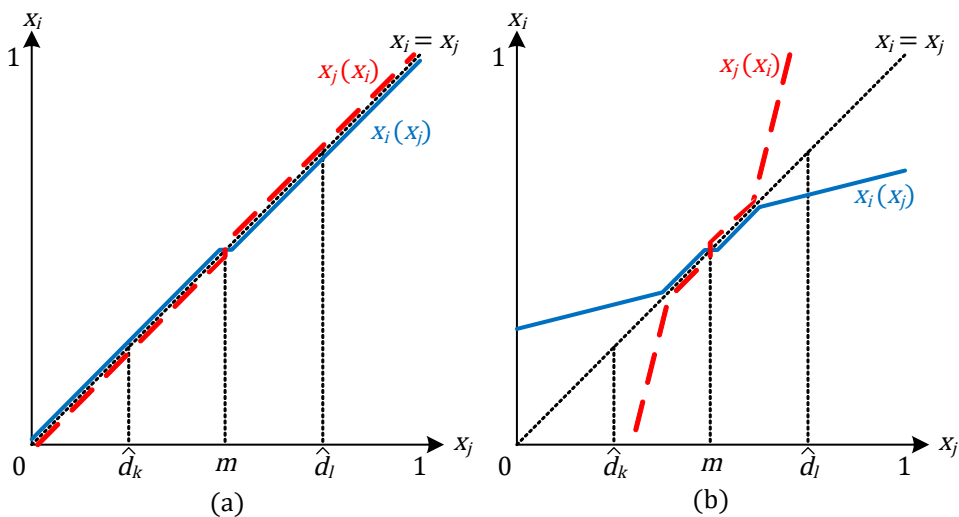 x_i
1
x_i = x_j
x_j(x_i)
x_i(x_j)
0
d̂_k
m
d̂_l
1
x_j
(a)
x_i
1
x_i = x_j
x_j(x_i)
x_i(x_j)
0
d̂_k
m
d̂_l
1
x_j
(b)